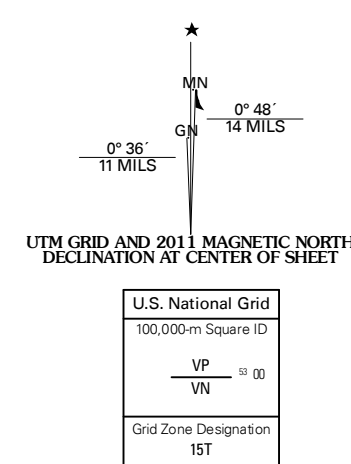 MN
0° 48´
14 MILS
GN
0° 36´
11 MILS
UTM GRID AND 2011 MAGNETIC NORTH
DECLINATION AT CENTER OF SHEET
U.S. National Grid
100,000-m Square ID
VP
53 00
VN
Grid Zone Designation
15T